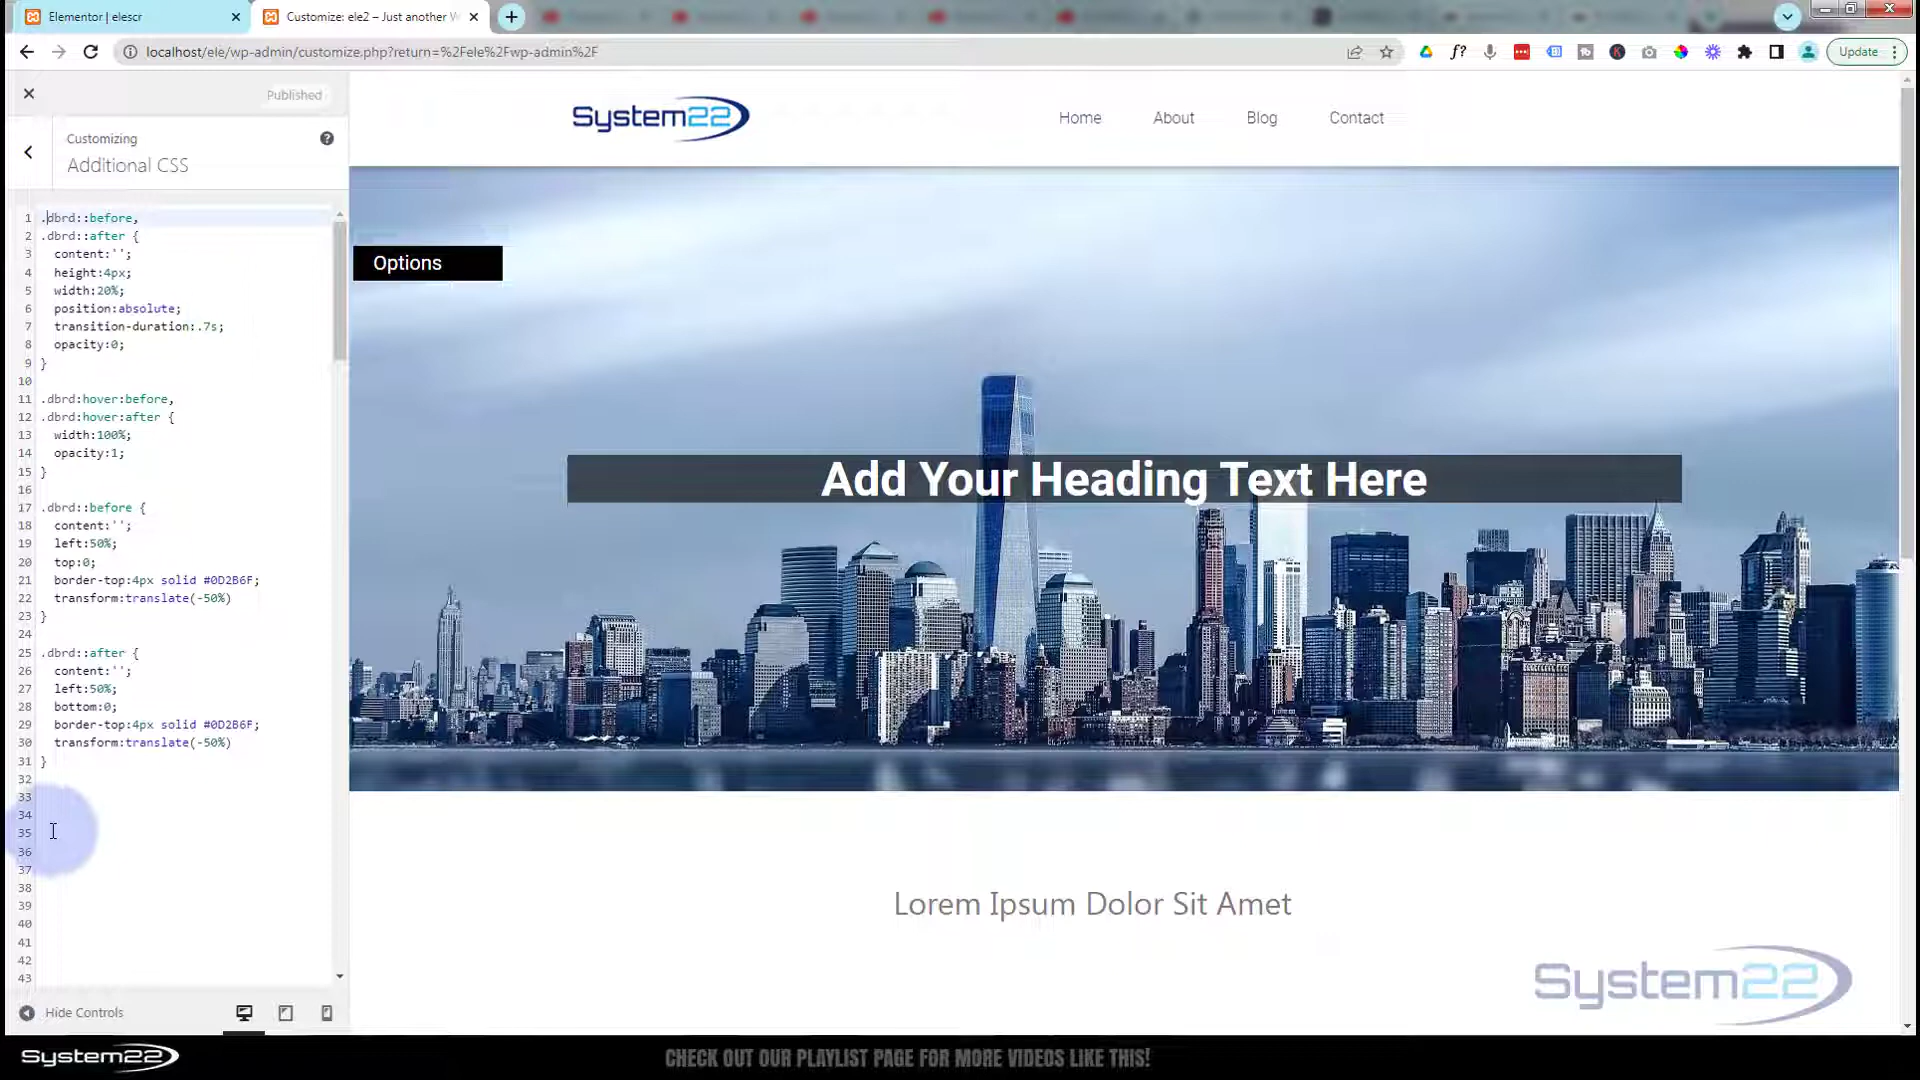 Elementor | elescr
Customize: ele2 – Just another W
localhost/ele/wp-admin/customize.php?return=%2Fele%2Fwp-admin%2F
Update
Published
Customizing
Additional CSS
System22
Home
About
Blog
Contact
1 .dbrd::before,
2 .dbrd::after {
3 content:'';
4 height:4px;
5 width:20%;
6 position:absolute;
7 transition-duration:.7s;
8 opacity:0;
9 }
10
11 .dbrd:hover:before,
12 .dbrd:hover:after {
13 width:100%;
14 opacity:1;
15 }
16
17 .dbrd::before {
18 content:'';
19 left:50%;
20 top:0;
21 border-top:4px solid #0D2B6F;
22 transform:translate(-50%)
23 }
24
25 .dbrd::after {
26 content:'';
27 left:50%;
28 bottom:0;
29 border-top:4px solid #0D2B6F;
30 transform:translate(-50%)
31 }
32
33
34
35
36
37
38
39
40
41
42
43
Options
Add Your Heading Text Here
Lorem Ipsum Dolor Sit Amet
System22
Hide Controls
System22
CHECK OUT OUR PLAYLIST PAGE FOR MORE VIDEOS LIKE THIS!